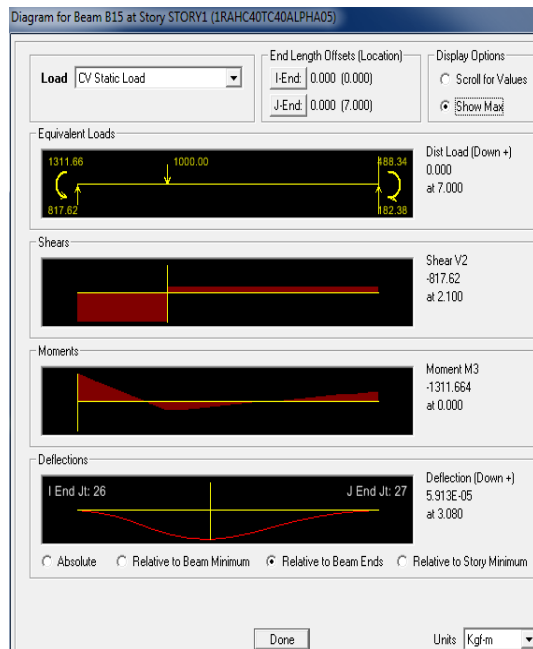 Diagram for Beam B15 at Story STORY1 (1RAHC40TC40ALPHA05)
Load CV Static Load
End Length Offsets (Location)
I-End: 0.000 (0.000)
J-End: 0.000 (7.000)
Display Options
Scroll for Values
Show Max
Equivalent Loads
1311.66 1000.00 488.34
817.62 182.38
Dist Load (Down +)
0.000
at 7.000
Shears
Shear V2
-817.62
at 2.100
Moments
Moment M3
-1311.664
at 0.000
Deflections
I End Jt: 26 J End Jt: 27
Deflection (Down +)
5.913E-05
at 3.080
Absolute Relative to Beam Minimum Relative to Beam Ends Relative to Story Minimum
Done Units Kgf-m